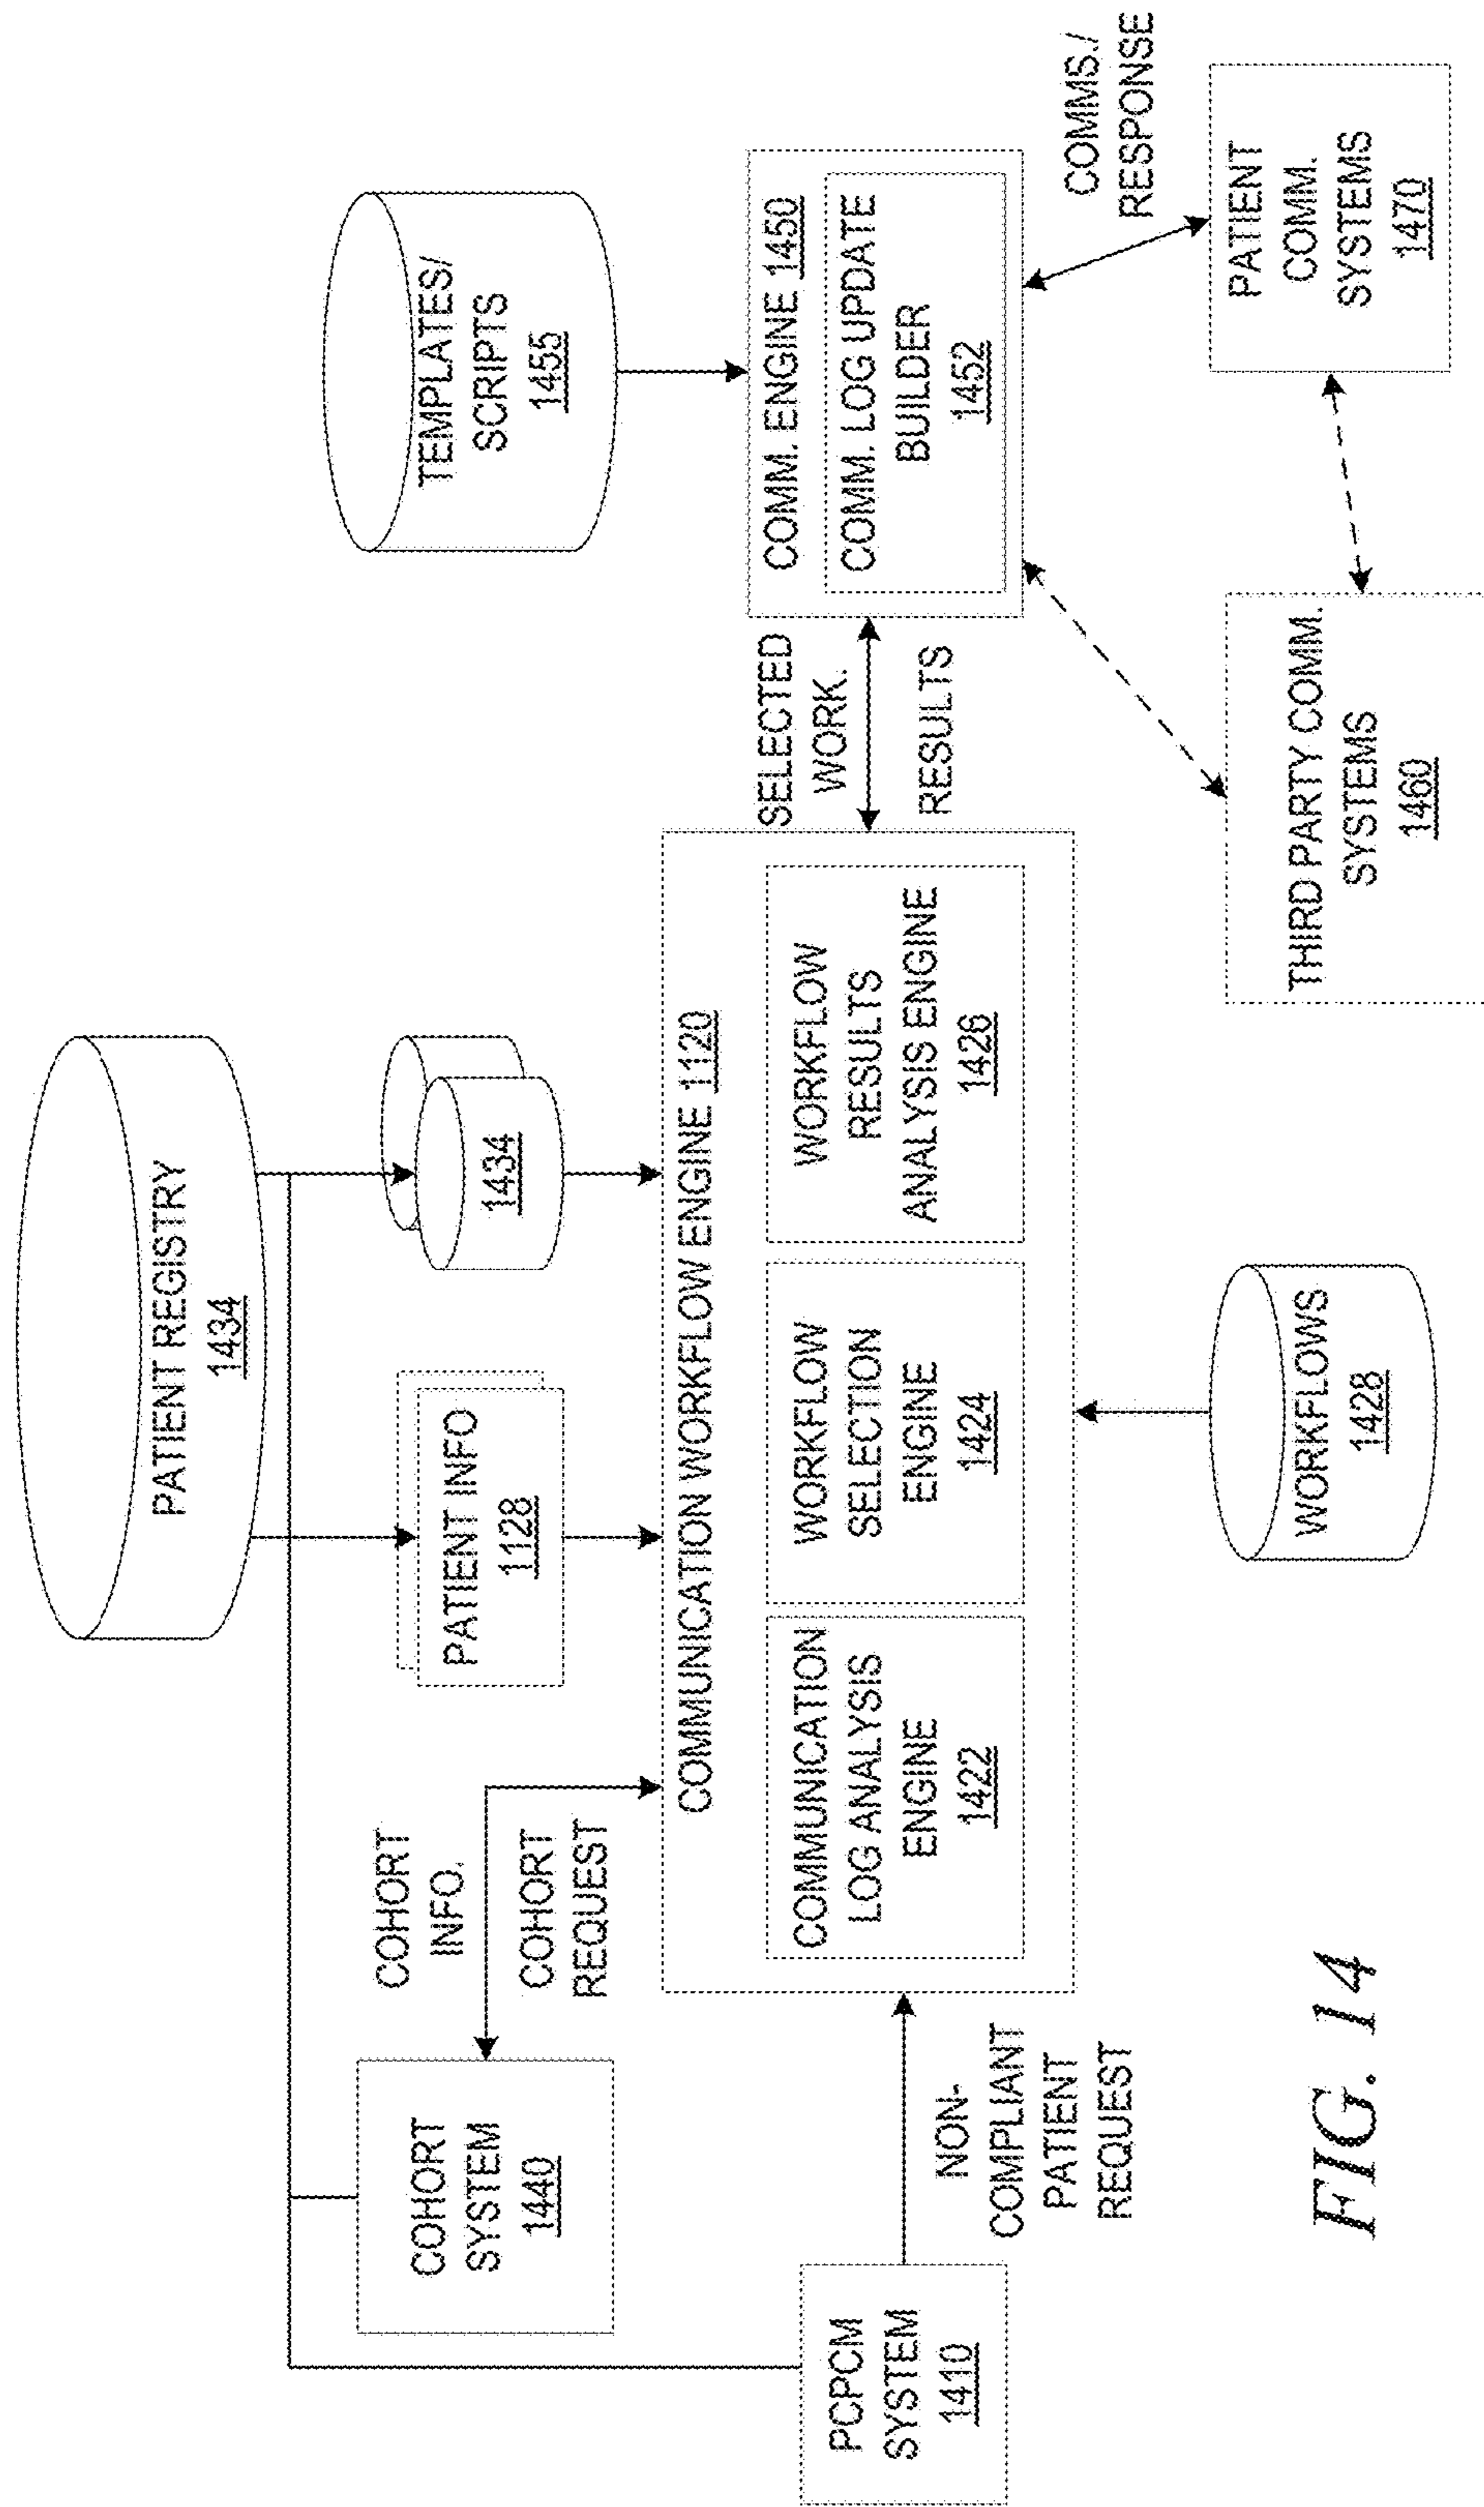 PATIENT REGISTRY
1434
COHORT
SYSTEM
1440
COHORT
INFO.
COHORT
REQUEST
PATIENT INFO
1128
1434
TEMPLATES/
SCRIPTS
1455
PCPCM
SYSTEM
1410
NON-
COMPLIANT
PATIENT
REQUEST
COMMUNICATION WORKFLOW ENGINE 1120
COMMUNICATION
LOG ANALYSIS
ENGINE
1422
WORKFLOW
SELECTION
ENGINE
1424
WORKFLOW
RESULTS
ANALYSIS ENGINE
1426
SELECTED
WORK.
RESULTS
COMM. ENGINE 1450
COMM. LOG UPDATE
BUILDER
1452
COMMS./
RESPONSE
WORKFLOWS
1428
THIRD PARTY COMM.
SYSTEMS
1460
PATIENT
COMM.
SYSTEMS
1470
FIG. 14